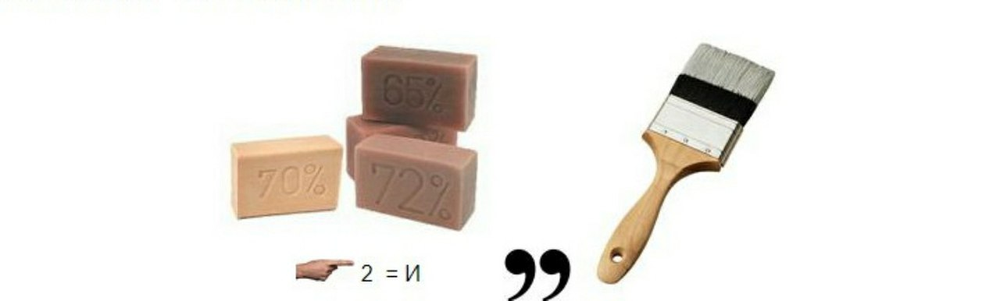 65%
70%
72%
2 = И
,,